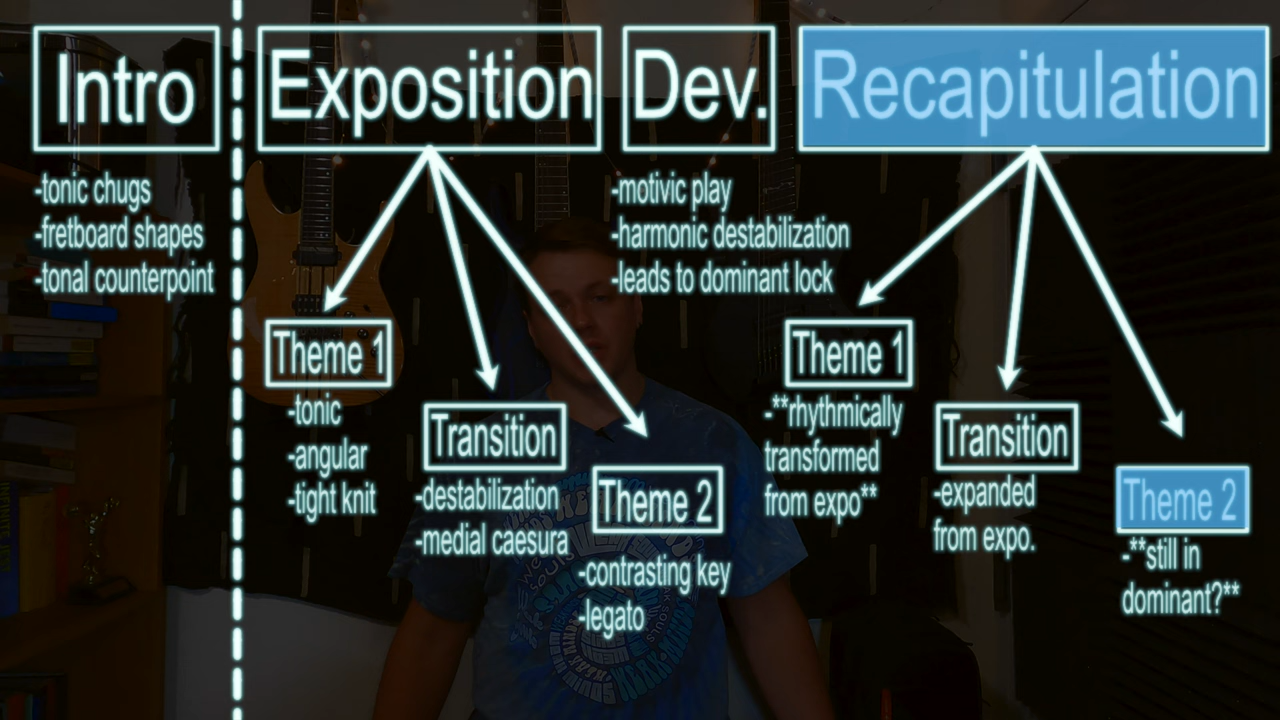 Intro
Exposition
Dev.
Recapitulation
-tonic chugs
-fretboard shapes
-tonal counterpoint
-motivic play
-harmonic destabilization
-leads to dominant lock
Theme 1
-tonic
-angular
-tight knit
Transition
-destabilization
-medial caesura
Theme 2
-contrasting key
-legato
Theme 1
-**rhythmically
transformed
from expo**
Transition
-expanded
from expo.
Theme 2
-**still in
dominant?**